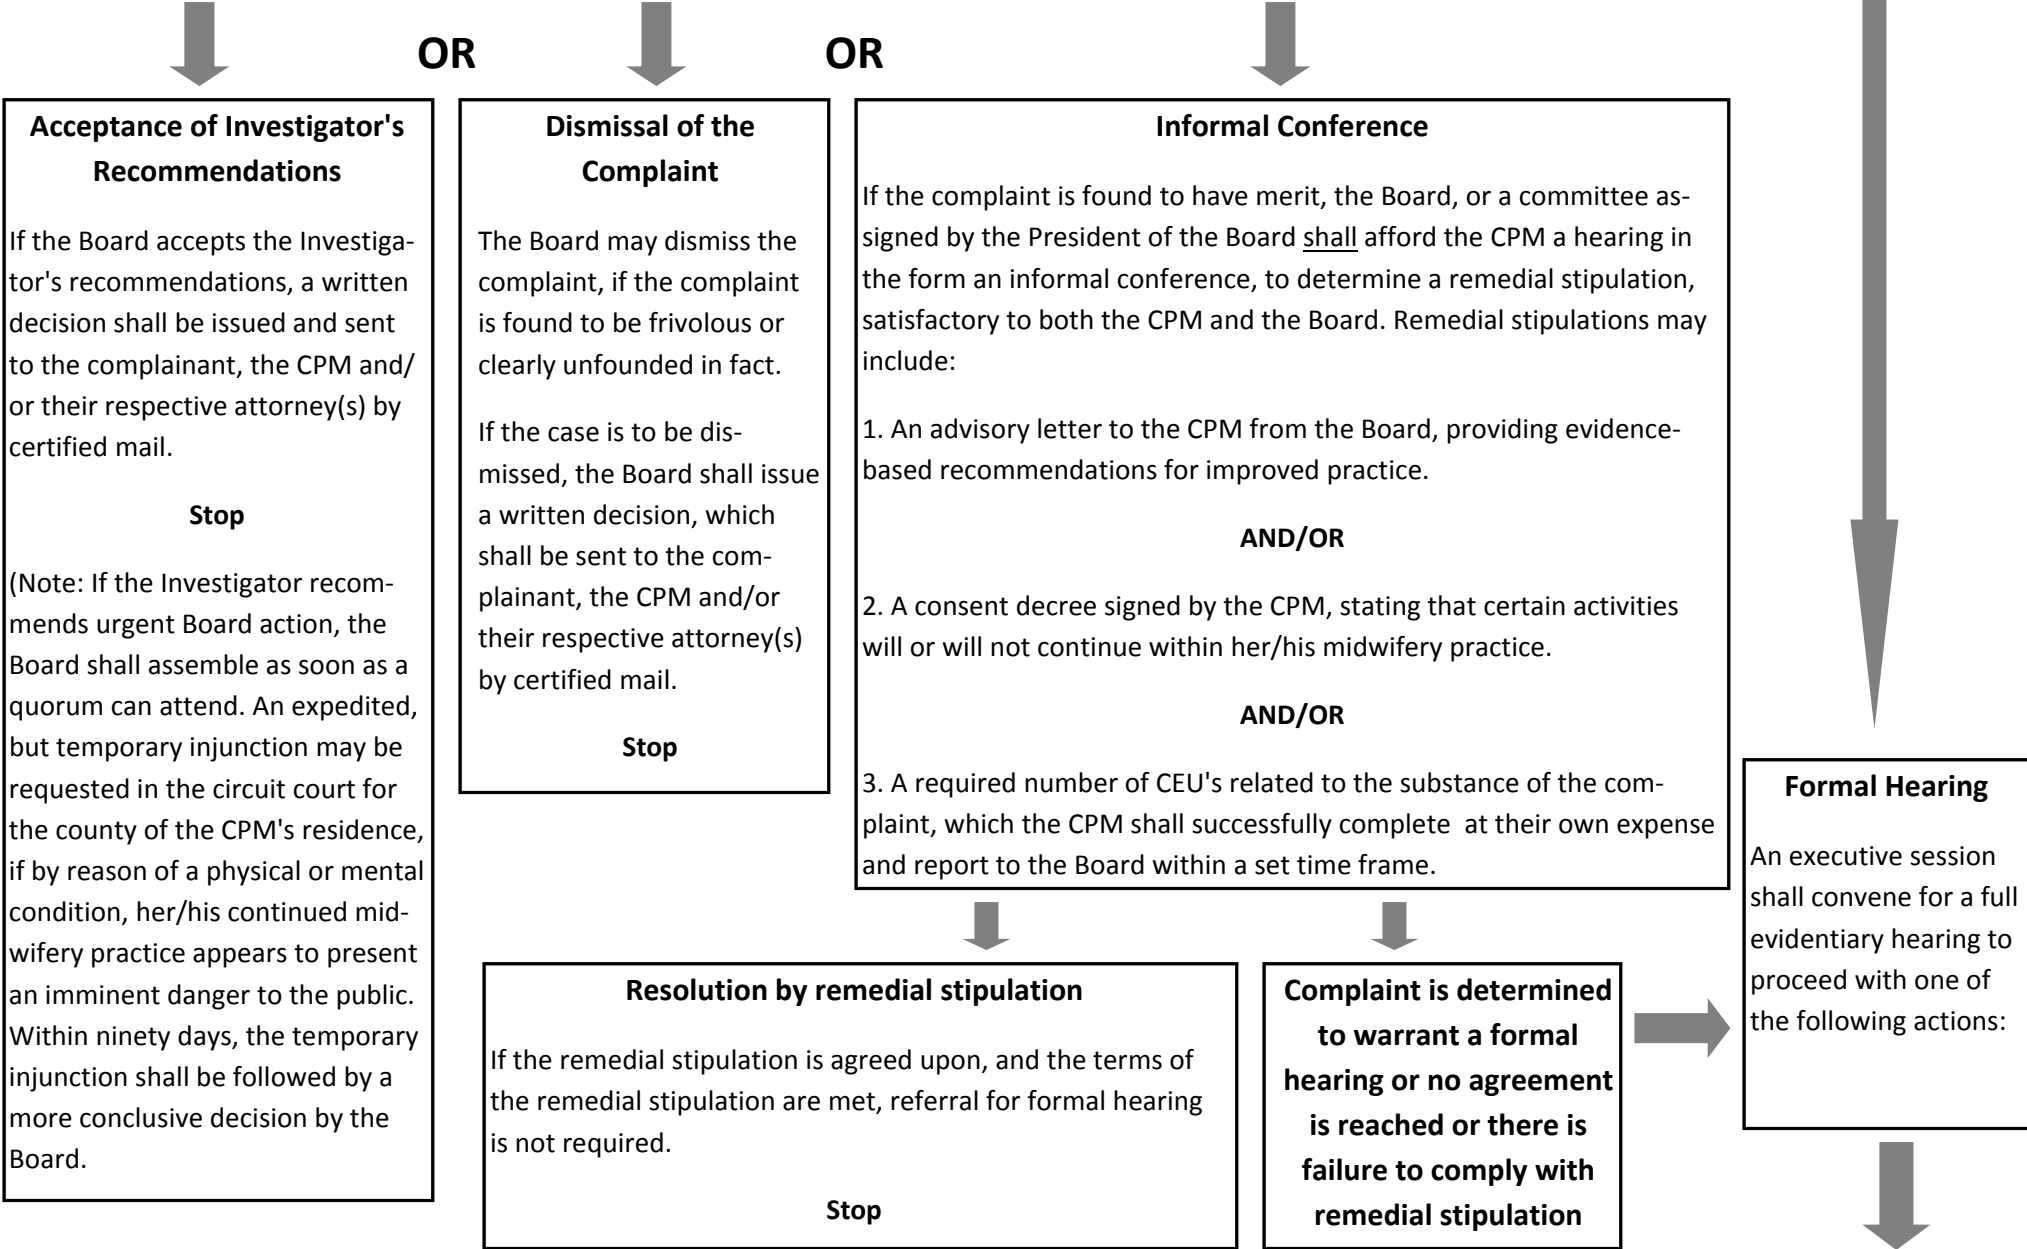 OR
OR
Acceptance of Investigator's
Recommendations
If the Board accepts the Investiga-
tor's recommendations, a written
decision shall be issued and sent
to the complainant, the CPM and/
or their respective attorney(s) by
certified mail.
Stop
(Note: If the Investigator recom-
mends urgent Board action, the
Board shall assemble as soon as a
quorum can attend. An expedited,
but temporary injunction may be
requested in the circuit court for
the county of the CPM's residence,
if by reason of a physical or mental
condition, her/his continued mid-
wifery practice appears to present
an imminent danger to the public.
Within ninety days, the temporary
injunction shall be followed by a
more conclusive decision by the
Board.
Dismissal of the
Complaint
The Board may dismiss the
complaint, if the complaint
is found to be frivolous or
clearly unfounded in fact.
If the case is to be dis-
missed, the Board shall issue
a written decision, which
shall be sent to the com-
plainant, the CPM and/or
their respective attorney(s)
by certified mail.
Stop
Informal Conference
If the complaint is found to have merit, the Board, or a committee as-
signed by the President of the Board shall afford the CPM a hearing in
the form an informal conference, to determine a remedial stipulation,
satisfactory to both the CPM and the Board. Remedial stipulations may
include:
1. An advisory letter to the CPM from the Board, providing evidence-
based recommendations for improved practice.
AND/OR
2. A consent decree signed by the CPM, stating that certain activities
will or will not continue within her/his midwifery practice.
AND/OR
3. A required number of CEU's related to the substance of the com-
plaint, which the CPM shall successfully complete at their own expense
and report to the Board within a set time frame.
Resolution by remedial stipulation
If the remedial stipulation is agreed upon, and the terms of
the remedial stipulation are met, referral for formal hearing
is not required.
Stop
Complaint is determined
to warrant a formal
hearing or no agreement
is reached or there is
failure to comply with
remedial stipulation
Formal Hearing
An executive session
shall convene for a full
evidentiary hearing to
proceed with one of
the following actions: